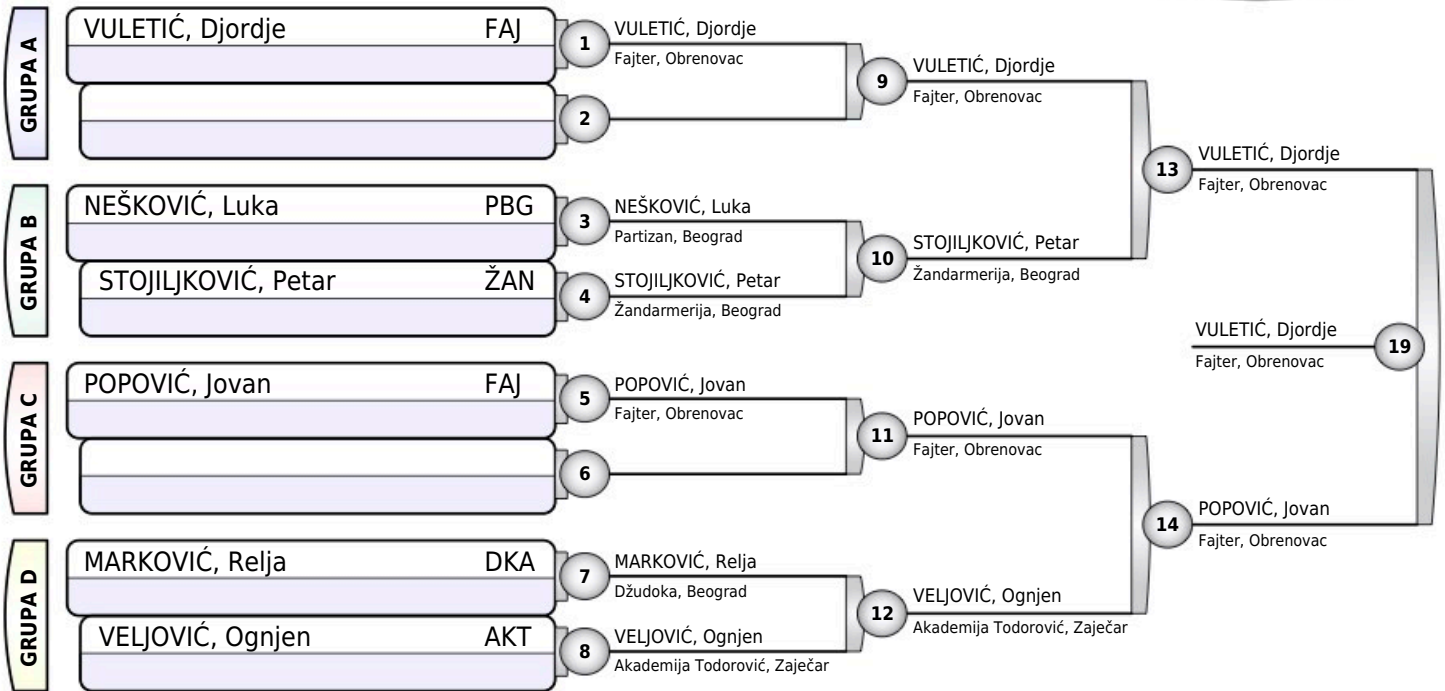 GRUPA A
VULETIĆ, Djordje FAJ
1
VULETIĆ, Djordje
Fajter, Obrenovac
2
9
VULETIĆ, Djordje
Fajter, Obrenovac
GRUPA B
NEŠKOVIĆ, Luka PBG
3
NEŠKOVIĆ, Luka
Partizan, Beograd
STOJILJKOVIĆ, Petar ŽAN
4
STOJILJKOVIĆ, Petar
Žandarmerija, Beograd
10
STOJILJKOVIĆ, Petar
Žandarmerija, Beograd
13
VULETIĆ, Djordje
Fajter, Obrenovac
GRUPA C
POPOVIĆ, Jovan FAJ
5
POPOVIĆ, Jovan
Fajter, Obrenovac
6
11
POPOVIĆ, Jovan
Fajter, Obrenovac
GRUPA D
MARKOVIĆ, Relja DKA
7
MARKOVIĆ, Relja
Džudoka, Beograd
VELJOVIĆ, Ognjen AKT
8
VELJOVIĆ, Ognjen
Akademija Todorović, Zaječar
12
VELJOVIĆ, Ognjen
Akademija Todorović, Zaječar
14
POPOVIĆ, Jovan
Fajter, Obrenovac
VULETIĆ, Djordje
Fajter, Obrenovac
19